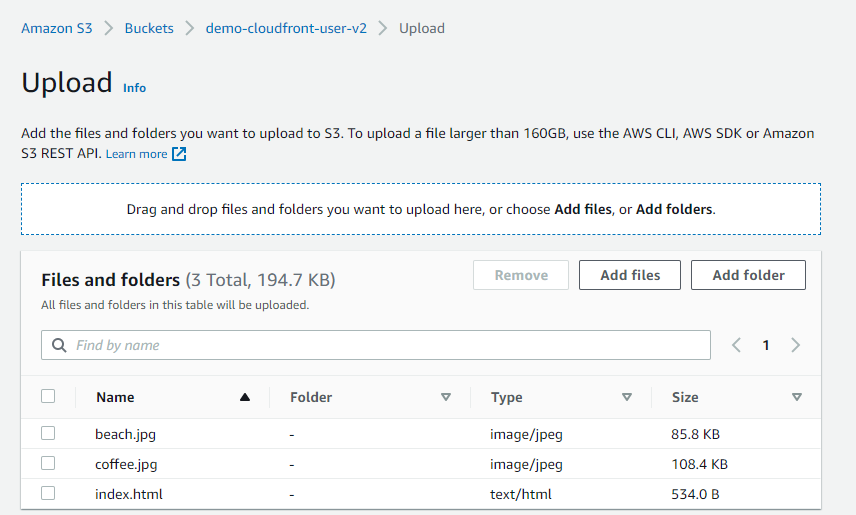 Amazon S3 > Buckets > demo-cloudfront-user-v2 > Upload
Upload Info
Add the files and folders you want to upload to S3. To upload a file larger than 160GB, use the AWS CLI, AWS SDK or Amazon
S3 REST API. Learn more
Drag and drop files and folders you want to upload here, or choose Add files, or Add folders.
Files and folders (3 Total, 194.7 KB) Remove Add files Add folder
All files and folders in this table will be uploaded.
Find by name < 1 >
Name Folder Type Size
beach.jpg - image/jpeg 85.8 KB
coffee.jpg - image/jpeg 108.4 KB
index.html - text/html 534.0 B